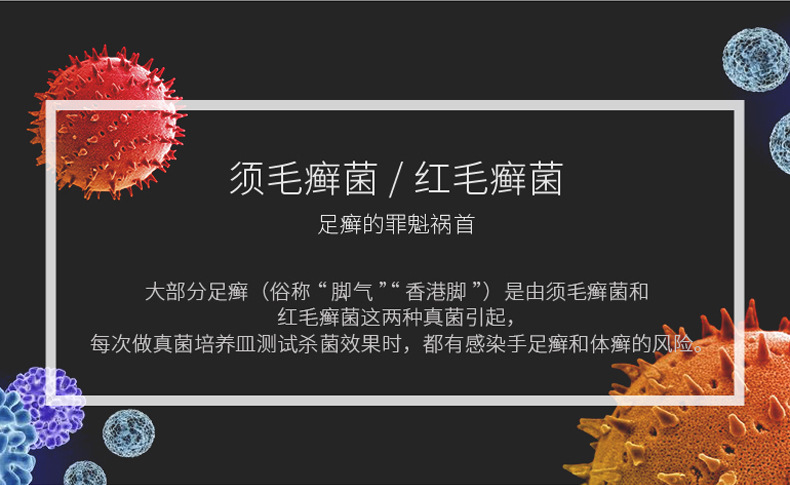 须毛癣菌 / 红毛癣菌
足癣的罪魁祸首
大部分足癣（俗称“脚气”“香港脚”）是由须毛癣菌和
红毛癣菌这两种真菌引起，
每次做真菌培养皿测试杀菌效果时，都有感染手足癣和体癣的风险。